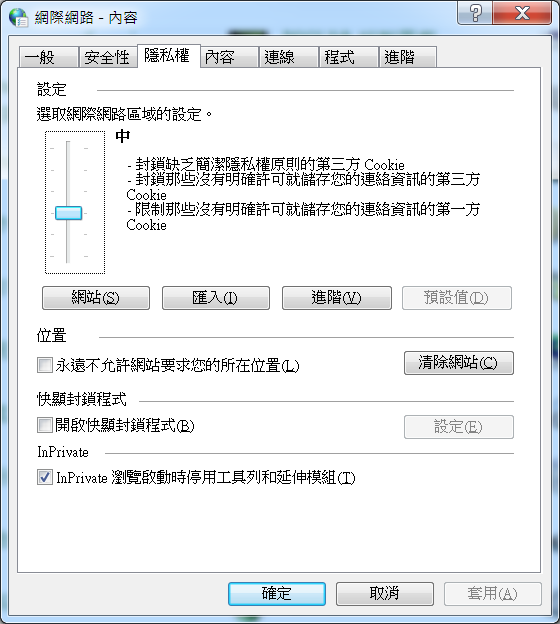 網際網路 - 內容
一般 安全性 隱私權 內容 連線 程式 進階
設定
選取網際網路區域的設定。
中
- 封鎖缺乏簡潔隱私權原則的第三方 Cookie
- 封鎖那些沒有明確許可就儲存您的連絡資訊的第三方
Cookie
- 限制那些沒有明確許可就儲存您的連絡資訊的第一方
Cookie
網站(S) 匯入(I) 進階(V) 預設值(D)
位置
永遠不允許網站要求您的所在位置(L) 清除網站(C)
快顯封鎖程式
開啟快顯封鎖程式(B) 設定(E)
InPrivate
InPrivate 瀏覽啟動時停用工具列和延伸模組(T)
確定 取消 套用(A)